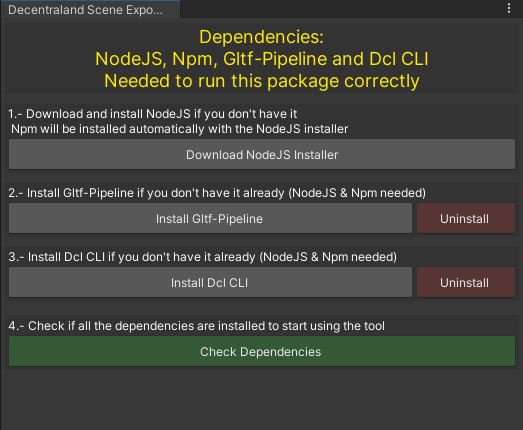 Decentraland Scene Expo...
Dependencies:
NodeJS, Npm, Gltf-Pipeline and Dcl CLI
Needed to run this package correctly
1.- Download and install NodeJS if you don't have it
Npm will be installed automatically with the NodeJS installer
Download NodeJS Installer
2.- Install Gltf-Pipeline if you don't have it already (NodeJS & Npm needed)
Install Gltf-Pipeline Uninstall
3.- Install Dcl CLI if you don't have it already (NodeJS & Npm needed)
Install Dcl CLI Uninstall
4.- Check if all the dependencies are installed to start using the tool
Check Dependencies